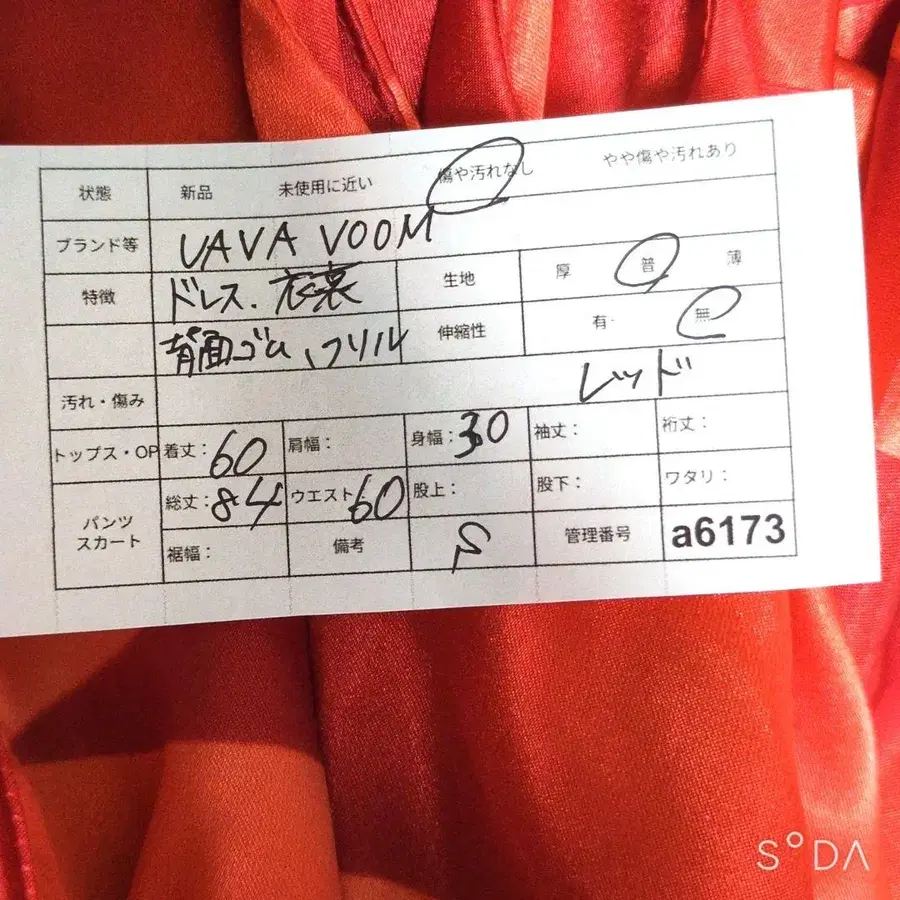 状態 新品 未使用に近い 傷や汚れなし やや傷や汚れあり
ブランド等 VAVA VOOM
特徴 ドレス、 生地 厚 普 薄
背面ゴム、フリル 伸縮性 有 無
汚れ・傷み レッド
トップス・OP 着丈:60 肩幅: 身幅:30 袖丈: 裄丈:
パンツ スカート 総丈:84 ウエスト60 股上: 股下: ワタリ:
裾幅: 備考 S 管理番号 a6173
SODA